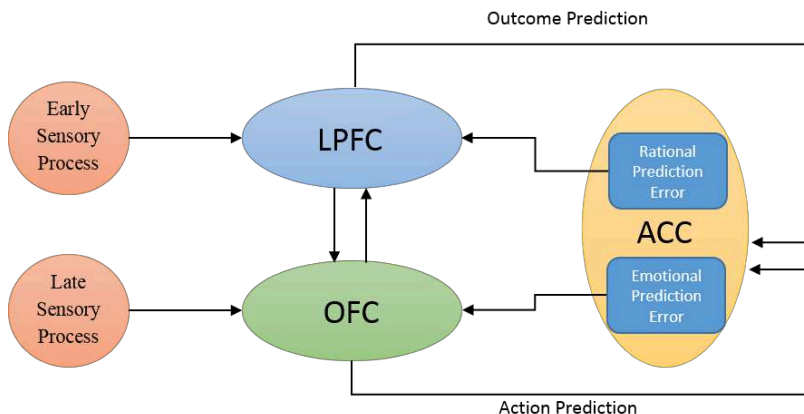 Outcome Prediction
Early
Sensory
Process
LPFC
Rational
Prediction
Error
ACC
Late
Sensory
Process
OFC
Emotional
Prediction
Error
Action Prediction